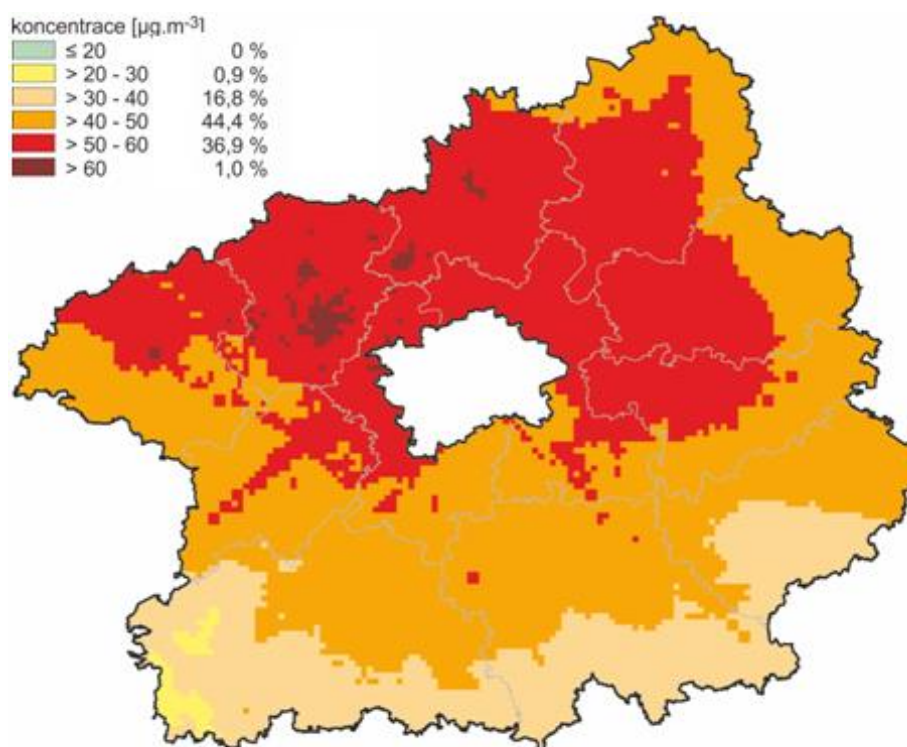 koncentrace [µg.m-3]
≤ 20 0 %
> 20 - 30 0,9 %
> 30 - 40 16,8 %
> 40 - 50 44,4 %
> 50 - 60 36,9 %
> 60 1,0 %